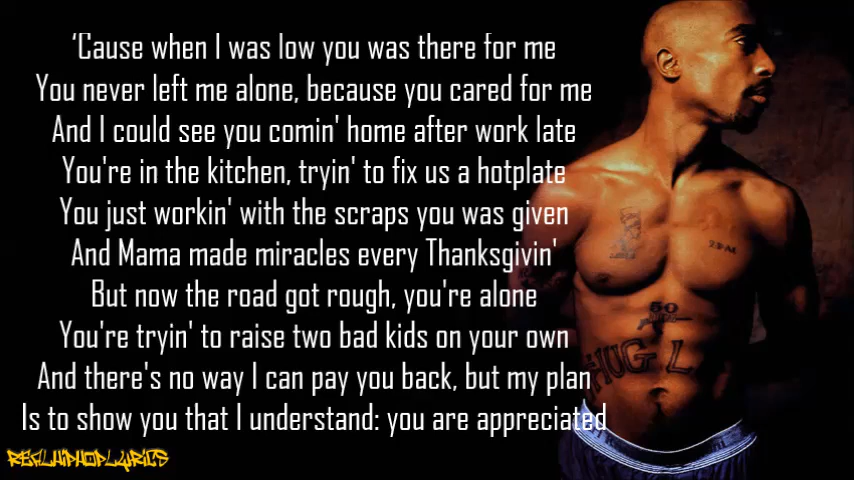 ‘Cause when I was low you was there for me
You never left me alone, because you cared for me
And I could see you comin' home after work late
You're in the kitchen, tryin' to fix us a hotplate
You just workin' with the scraps you was given
And Mama made miracles every Thanksgivin'
But now the road got rough, you're alone
You're tryin' to raise two bad kids on your own
And there's no way I can pay you back, but my plan
Is to show you that I understand: you are appreciated
REALHIPHOPLYRICS
2PAC
50
THUG L